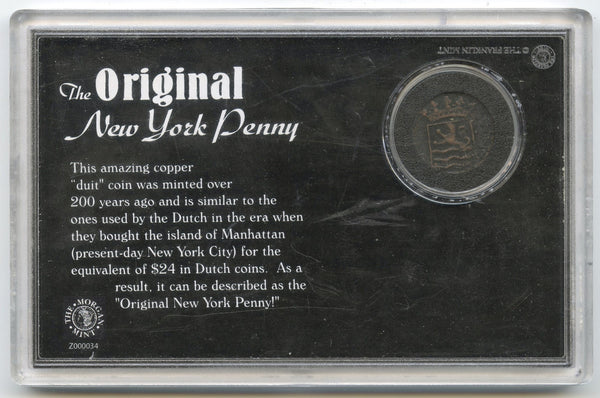 © THE FRANKLIN MINT
The Original
New York Penny
This amazing copper
"duit" coin was minted over
200 years ago and is similar to the
ones used by the Dutch in the era when
they bought the island of Manhattan
(present-day New York City) for the
equivalent of $24 in Dutch coins. As a
result, it can be described as the
"Original New York Penny!"
THE MORGAN MINT
Z000034